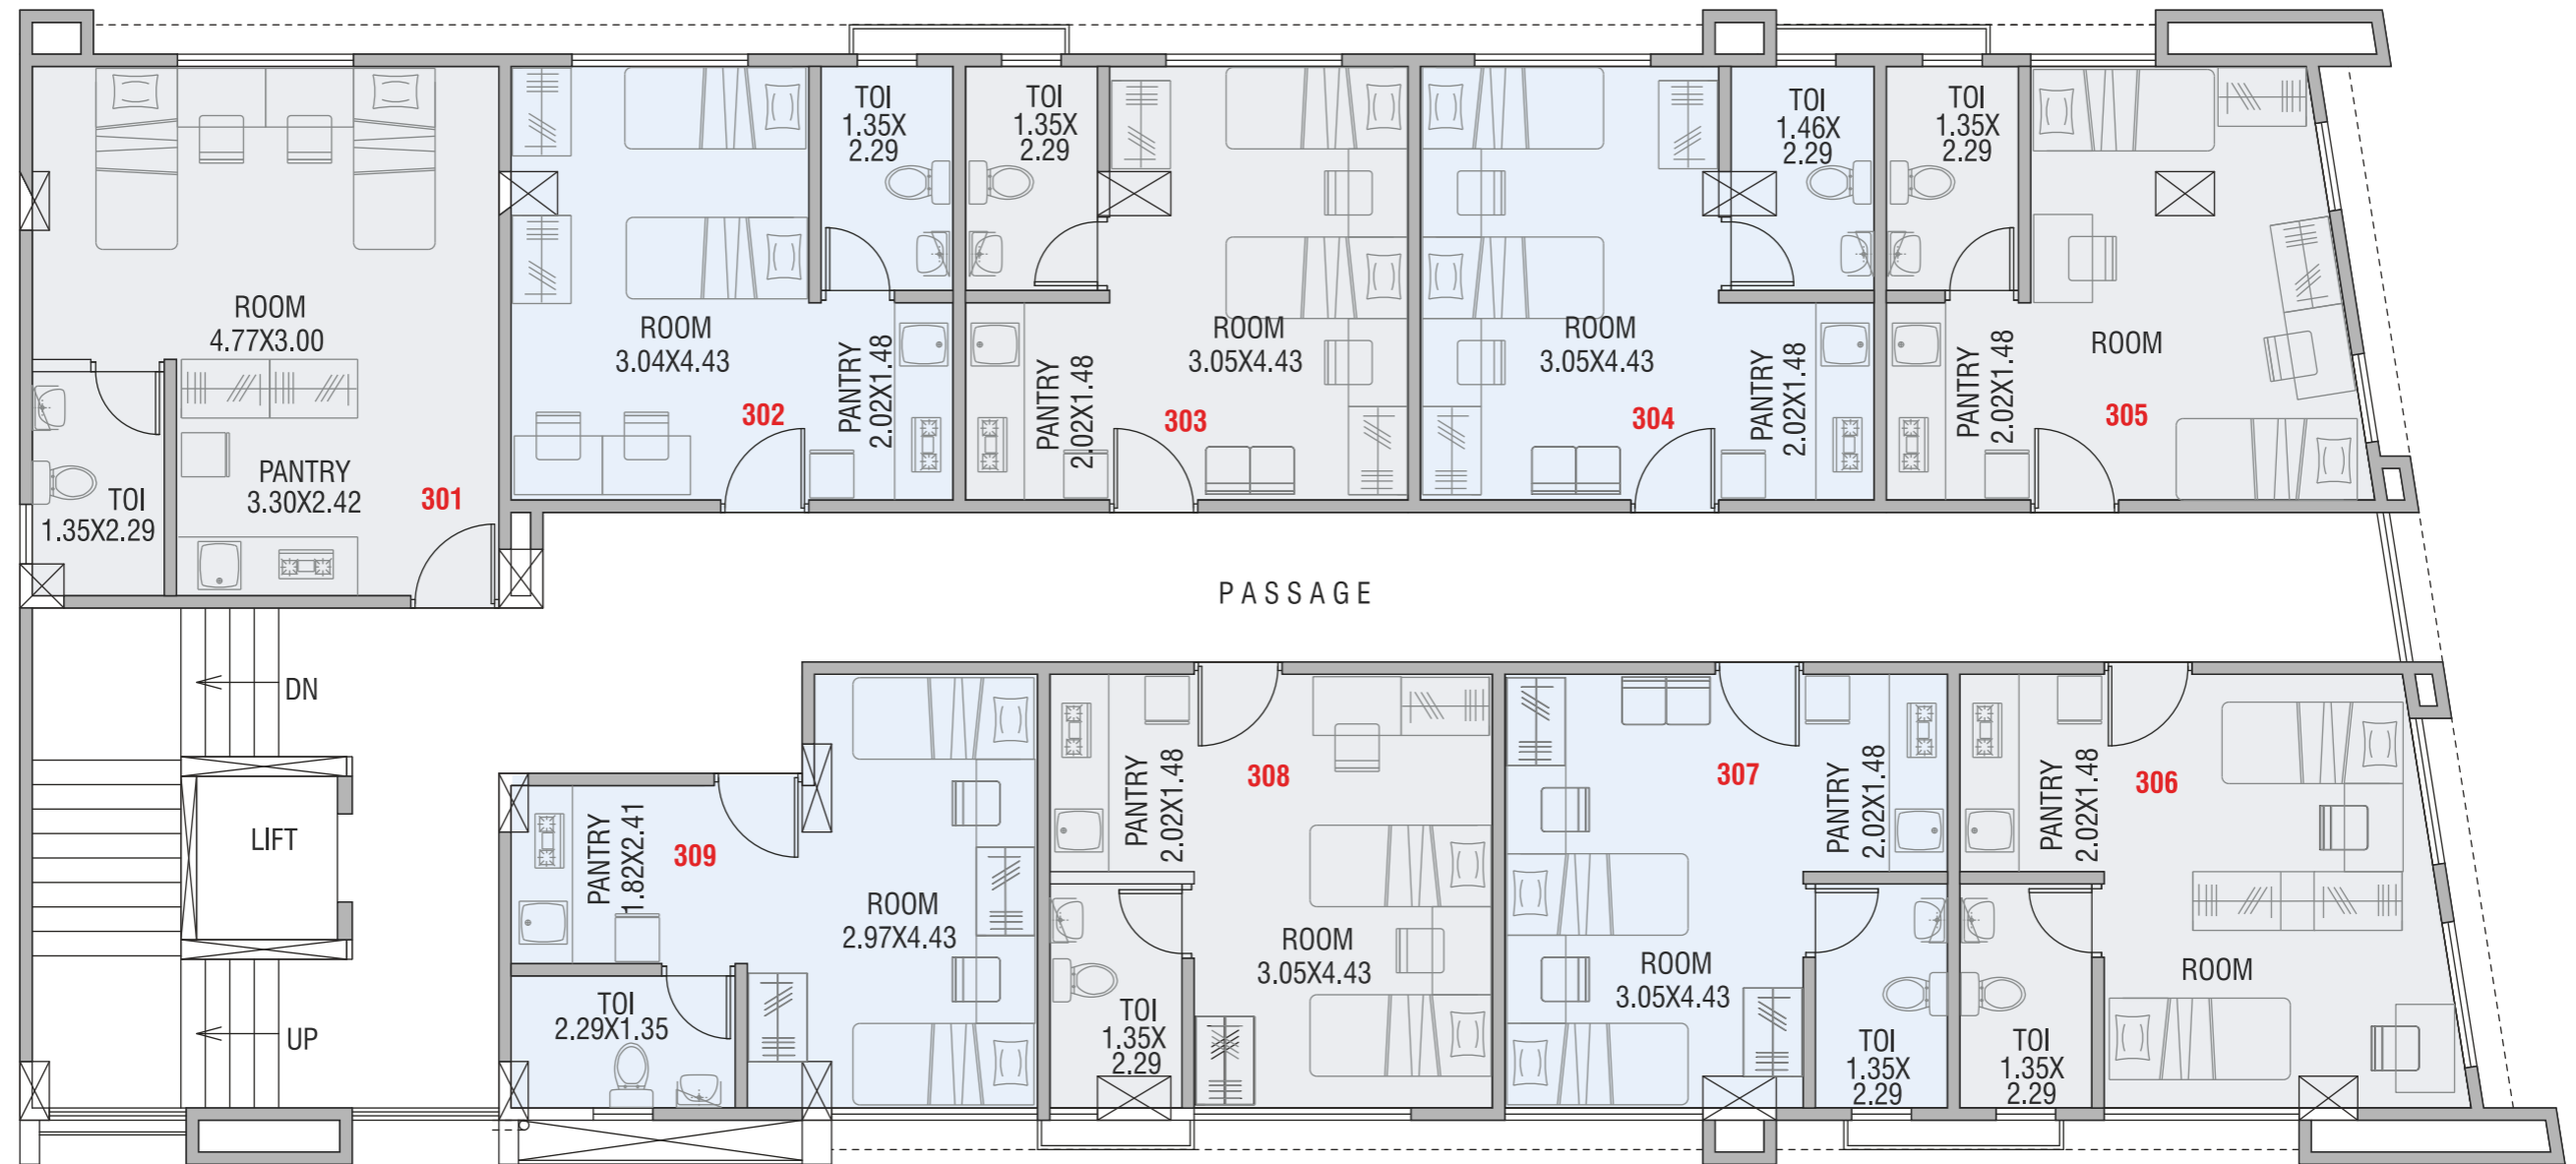 ROOM
4.77X3.00
TOI
1.35X2.29
PANTRY
3.30X2.42
301
ROOM
3.04X4.43
TOI
1.35X
2.29
PANTRY
2.02X1.48
302
TOI
1.35X
2.29
ROOM
3.05X4.43
PANTRY
2.02X1.48
303
ROOM
3.05X4.43
TOI
1.46X
2.29
PANTRY
2.02X1.48
304
TOI
1.35X
2.29
ROOM
PANTRY
2.02X1.48
305
PASSAGE
DN
LIFT
UP
PANTRY
1.82X2.41
309
ROOM
2.97X4.43
TOI
2.29X1.35
PANTRY
2.02X1.48
308
ROOM
3.05X4.43
TOI
1.35X
2.29
307
PANTRY
2.02X1.48
ROOM
3.05X4.43
TOI
1.35X
2.29
PANTRY
2.02X1.48
306
ROOM
TOI
1.35X
2.29